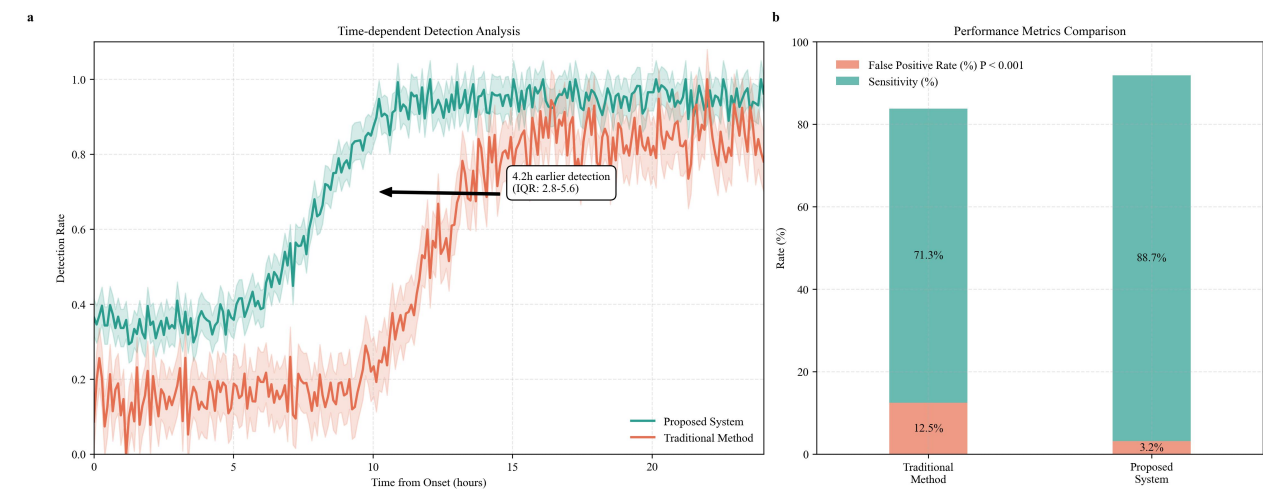 a
Time-dependent Detection Analysis
Detection Rate
1.0
0.8
0.6
0.4
0.2
0.0
4.2h earlier detection
(IQR: 2.8-5.6)
Proposed System
Traditional Method
0
5
10
15
20
Time from Onset (hours)
b
Performance Metrics Comparison
Rate (%)
100
80
60
40
20
0
False Positive Rate (%) P < 0.001
Sensitivity (%)
71.3%
12.5%
88.7%
3.2%
Traditional
Method
Proposed
System